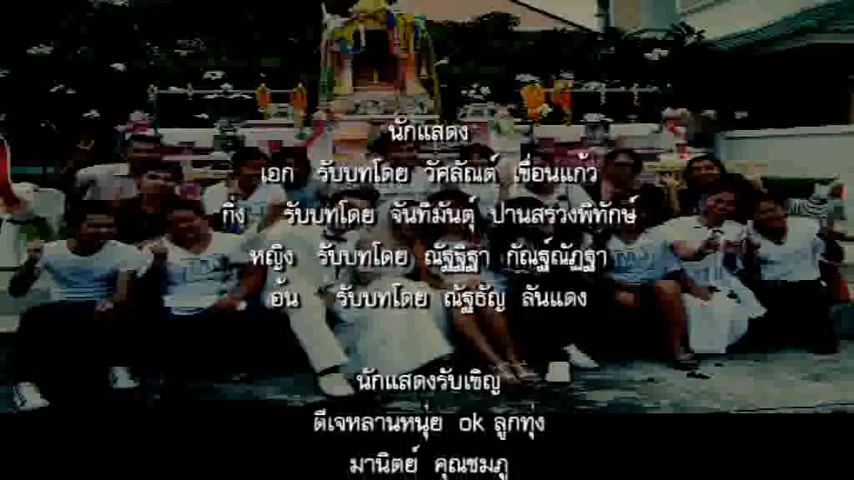 นักแสดง
เอก รับบทโดย วัศลัณต์ เขื่อนแก้ว
กิ่ง รับบทโดย จันทิมันตุ์ ปานสรวงพิทักษ์
หญิง รับบทโดย ณัฐฐิฐา กัณฐ์ณัฏฐา
อ้น รับบทโดย ณัฐธัญ ลันแดง
นักแสดงรับเชิญ
ดีเจหลานหนุ่ย ok ลูกทุ่ง
มานิตย์ คุณชมภู